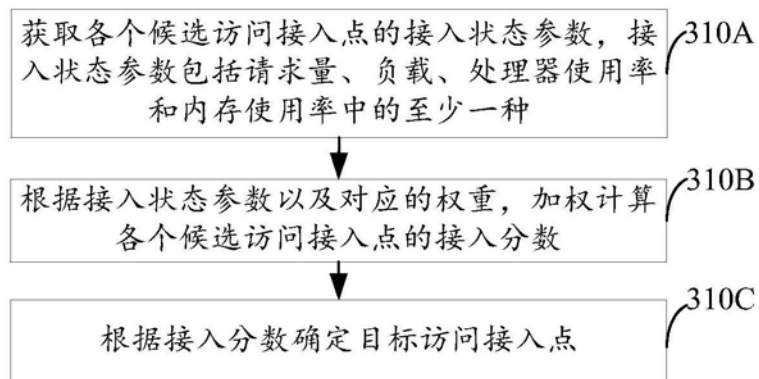 获取各个候选访问接入点的接入状态参数，接
入状态参数包括请求量、负载、处理器使用率
和内存使用率中的至少一种
310A
根据接入状态参数以及对应的权重，加权计算
各个候选访问接入点的接入分数
310B
根据接入分数确定目标访问接入点
310C